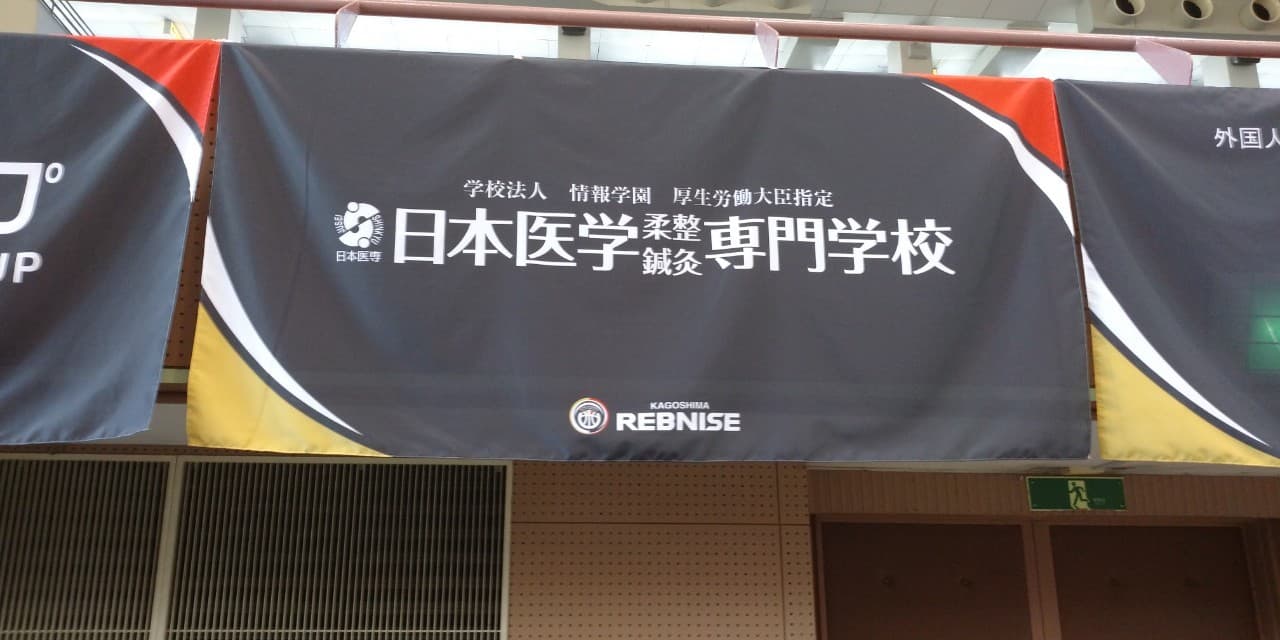 学校法人 情報学園 厚生労働大臣指定
日本医学柔整鍼灸専門学校
日本医専
KAGOSHIMA
REBNISE
UP
外国人